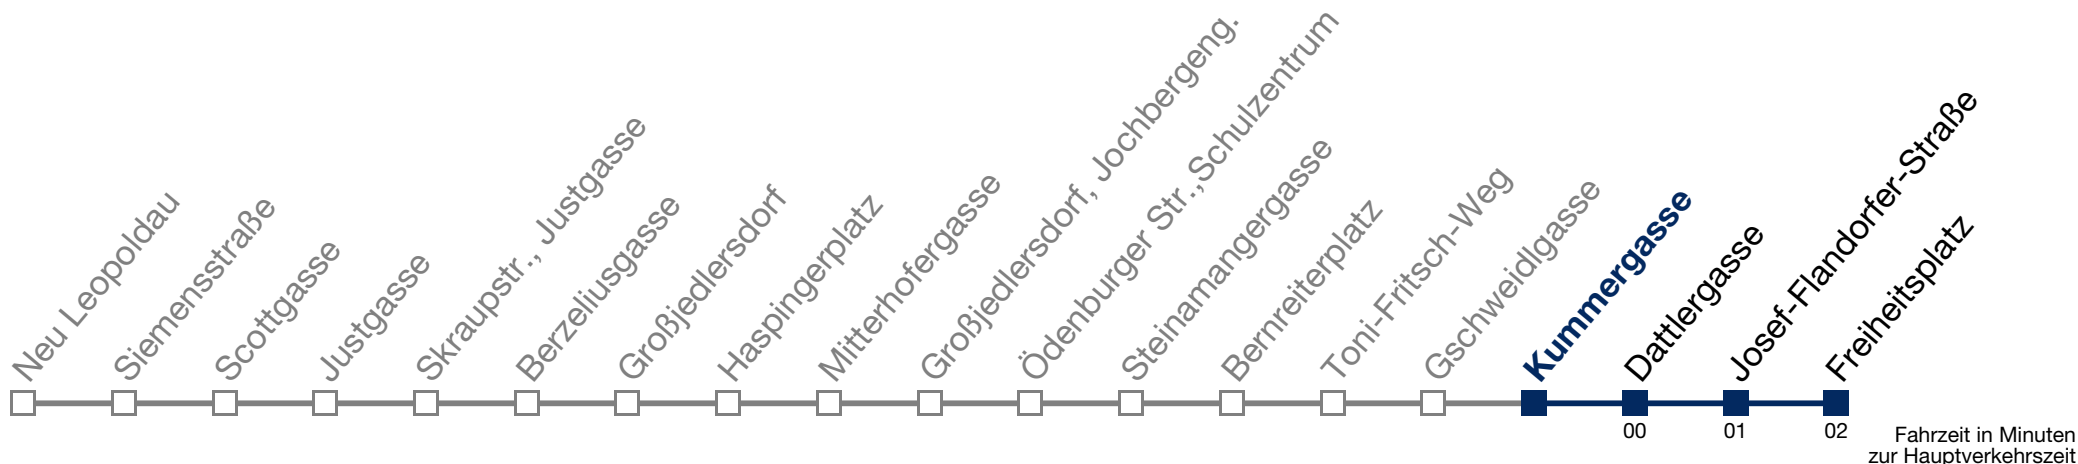 Neu Leopoldau
Siemensstraße
Scottgasse
Justgasse
Skraupstr., Justgasse
Berzeliusgasse
Großjedlersdorf
Haspingerplatz
Mitterhofergasse
Großjedlersdorf, Jochbergeng.
Ödenburger Str.,Schulzentrum
Steinamangergasse
Bernreiterplatz
Toni-Fritsch-Weg
Gschweidlgasse
Kummergasse
Dattlergasse
Josef-Flandorfer-Straße
Freiheitsplatz
00 01 02
Fahrzeit in Minuten
zur Hauptverkehrszeit